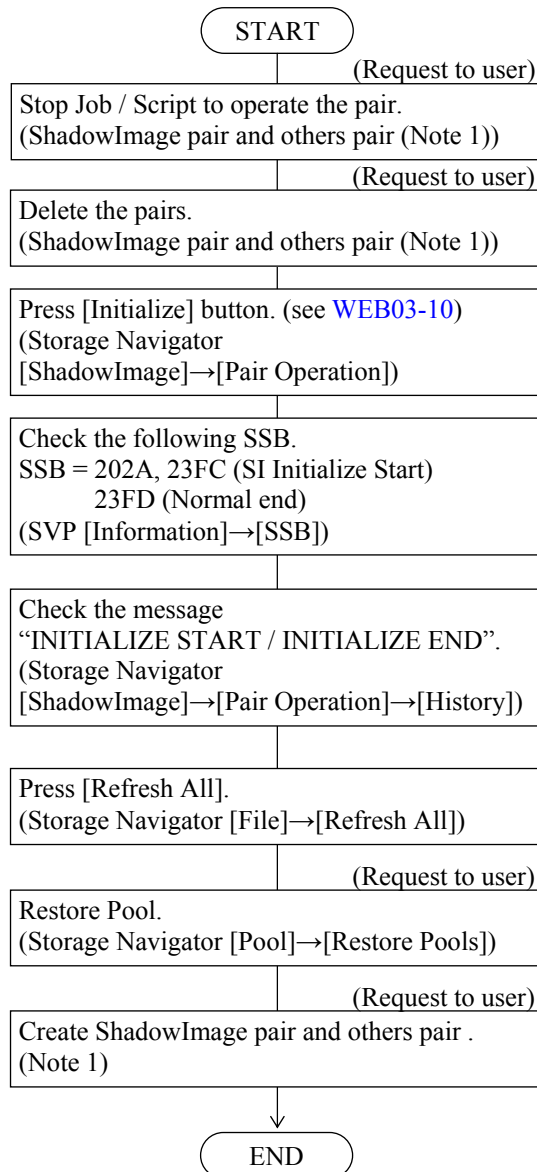 START
(Request to user)
Stop Job / Script to operate the pair.
(ShadowImage pair and others pair (Note 1))
(Request to user)
Delete the pairs.
(ShadowImage pair and others pair (Note 1))
Press [Initialize] button. (see WEB03-10)
(Storage Navigator
[ShadowImage]→[Pair Operation])
Check the following SSB.
SSB = 202A, 23FC (SI Initialize Start)
23FD (Normal end)
(SVP [Information]→[SSB])
Check the message
“INITIALIZE START / INITIALIZE END”.
(Storage Navigator
[ShadowImage]→[Pair Operation]→[History])
Press [Refresh All].
(Storage Navigator [File]→[Refresh All])
(Request to user)
Restore Pool.
(Storage Navigator [Pool]→[Restore Pools])
(Request to user)
Create ShadowImage pair and others pair .
(Note 1)
END